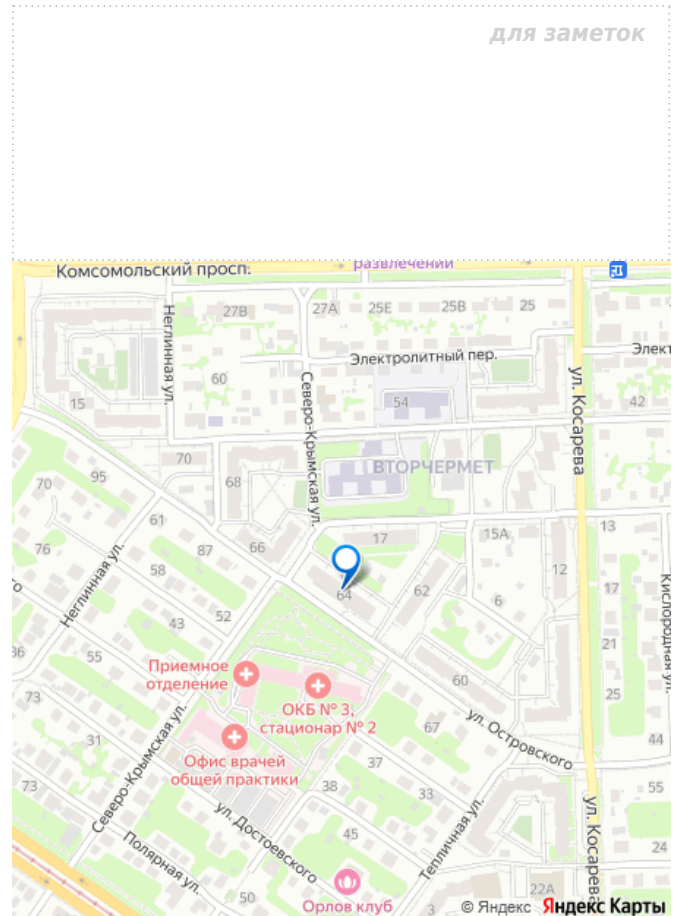 для заметок
Комсомольский просп.
развлечений
27В
27А
25Е
25В
25
Неглинная ул.
Электролитный пер.
Элект
60
Северо-Крымская ул.
54
ул. Косарева
42
15
ВТОРЧЕРМЕТ
70
68
95
70
61
17
15А
13
76
87
66
58
64
62
12
17
Кислородная ул.
Неглинная ул.
6
43
52
21
36
55
Приемное
отделение
60
25
ОКБ № 3,
стационар № 2
73
67
ул. Островского
31
Офис врачей
общей практики
44
37
Северо-Крымская ул.
73
38
33
55
ул. Достоевского
Тепличная ул.
ул. Косарева
45
24
Полярная ул.
50
22А
3
Орлов клуб
© Яндекс Яндекс Карты